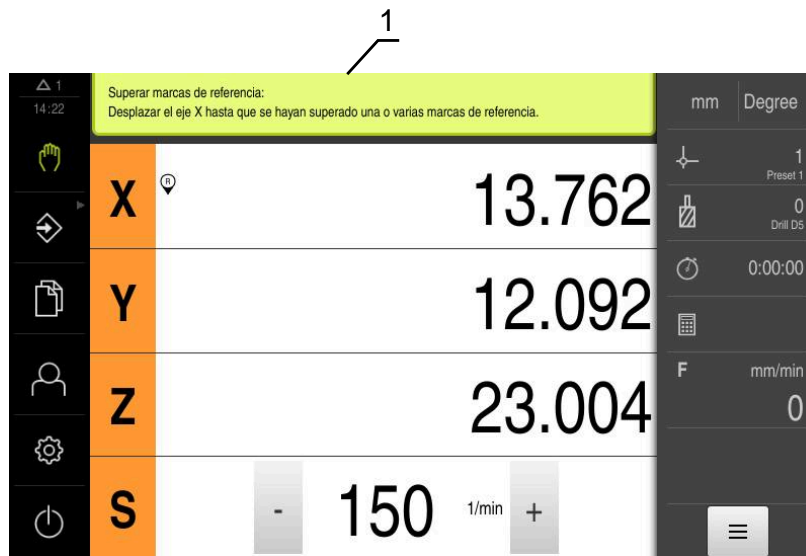 1
1
14:22
Superar marcas de referencia:
Desplazar el eje X hasta que se hayan superado una o varias marcas de referencia.
mm Degree
X R 13.762
1
Preset 1
Y 12.092
0
Drill D5
0:00:00
Z 23.004
F mm/min
0
S - 150 1/min +